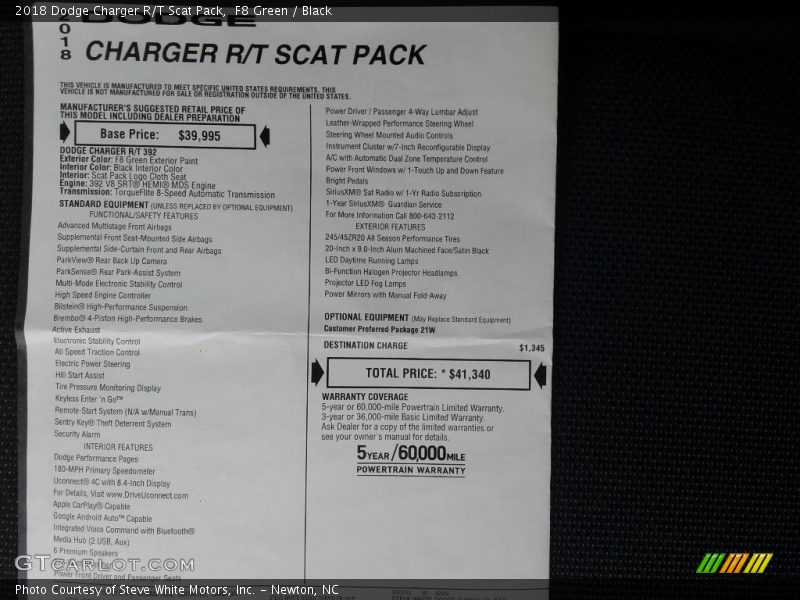 2018 Dodge Charger R/T Scat Pack,  F8 Green / Black
2018
DODGE
CHARGER R/T SCAT PACK
THIS VEHICLE IS MANUFACTURED TO MEET SPECIFIC UNITED STATES REQUIREMENTS. THIS
VEHICLE IS NOT MANUFACTURED FOR SALE OR REGISTRATION OUTSIDE OF THE UNITED STATES.
MANUFACTURER'S SUGGESTED RETAIL PRICE OF
THIS MODEL INCLUDING DEALER PREPARATION
Base Price: $39,995
DODGE CHARGER R/T 392
Exterior Color: F8 Green Exterior Paint
Interior Color: Black Interior Color
Interior: Scat Pack Logo Cloth Seat
Engine: 392 V8 SRT® HEMI® MDS Engine
Transmission: TorqueFlite 8-Speed Automatic Transmission
STANDARD EQUIPMENT (UNLESS REPLACED BY OPTIONAL EQUIPMENT)
FUNCTIONAL/SAFETY FEATURES
Advanced Multistage Front Airbags
Supplemental Front Seat-Mounted Side Airbags
Supplemental Side-Curtain Front and Rear Airbags
ParkView® Rear Back Up Camera
ParkSense® Rear Park-Assist System
Multi-Mode Electronic Stability Control
High Speed Engine Controller
Bilstein® High-Performance Suspension
Brembo® 4-Piston High-Performance Brakes
Active Exhaust
Electronic Stability Control
All Speed Traction Control
Electric Power Steering
Hill Start Assist
Tire Pressure Monitoring Display
Keyless Enter 'n Go™
Remote-Start System (N/A w/Manual Trans)
Sentry Key® Theft Deterrent System
Security Alarm
INTERIOR FEATURES
Dodge Performance Pages
180-MPH Primary Speedometer
Uconnect® 4C with 8.4-Inch Display
For Details, Visit www.DriveUconnect.com
Apple CarPlay® Capable
Google Android Auto™ Capable
Integrated Voice Command with Bluetooth®
Media Hub (2 USB, Aux)
6 Premium Speakers
Power Front Driver and Passenger Seats
Power Driver / Passenger 4-Way Lumbar Adjust
Leather-Wrapped Performance Steering Wheel
Steering Wheel Mounted Audio Controls
Instrument Cluster w/7-Inch Reconfigurable Display
A/C with Automatic Dual Zone Temperature Control
Power Front Windows w/ 1-Touch Up and Down Feature
Bright Pedals
SiriusXM® Sat Radio w/ 1-Yr Radio Subscription
1-Year SiriusXM® Guardian Service
For More Information Call 800-643-2112
EXTERIOR FEATURES
245/45ZR20 All Season Performance Tires
20-Inch x 9.0-Inch Alum Machined Face/Satin Black
LED Daytime Running Lamps
Bi-Function Halogen Projector Headlamps
Projector LED Fog Lamps
Power Mirrors with Manual Fold-Away
OPTIONAL EQUIPMENT (May Replace Standard Equipment)
Customer Preferred Package 21W
DESTINATION CHARGE $1,345
TOTAL PRICE: * $41,340
WARRANTY COVERAGE
5-year or 60,000-mile Powertrain Limited Warranty.
3-year or 36,000-mile Basic Limited Warranty.
Ask Dealer for a copy of the limited warranties or
see your owner's manual for details.
5YEAR/60,000MILE
POWERTRAIN WARRANTY
GTCARLOT.COM
Photo Courtesy of Steve White Motors, Inc. – Newton, NC